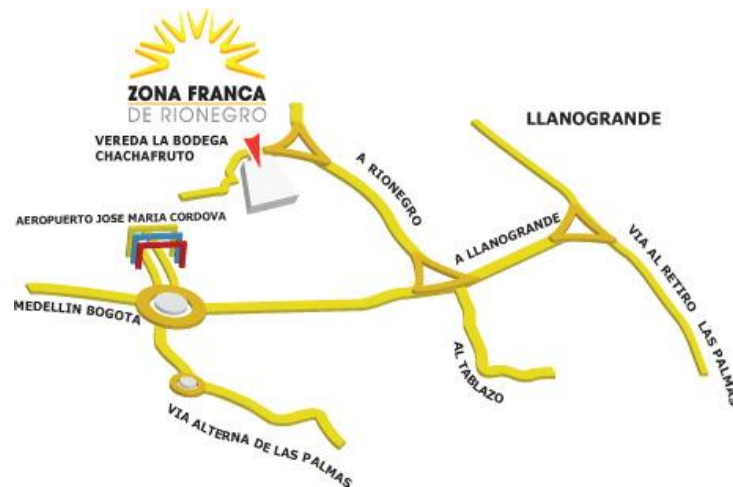 ZONA FRANCA
DE RIONEGRO
VEREDA LA BODEGA
CHACHAFRUTO
LLANOGRANDE
A RIONEGRO
AEROPUERTO JOSE MARIA CORDOVA
A LLANOGRANDE
VIA AL RETIRO LAS PALMAS
MEDELLIN BOGOTA
AL TABLAZO
VIA ALTERNA DE LAS PALMAS